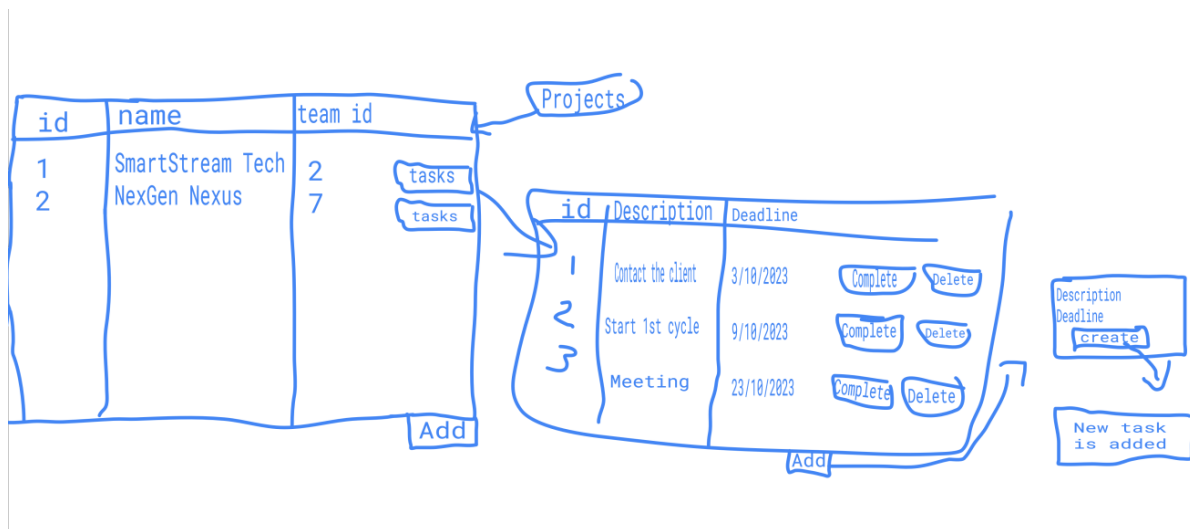 Projects
id name team id
1 SmartStream Tech 2 tasks
2 NexGen Nexus 7 tasks
Add
id Description Deadline
1 Contact the client 3/10/2023 Complete Delete
2 Start 1st cycle 9/10/2023 Complete Delete
3 Meeting 23/10/2023 Complete Delete
Add
Description
Deadline
create
New task
is added